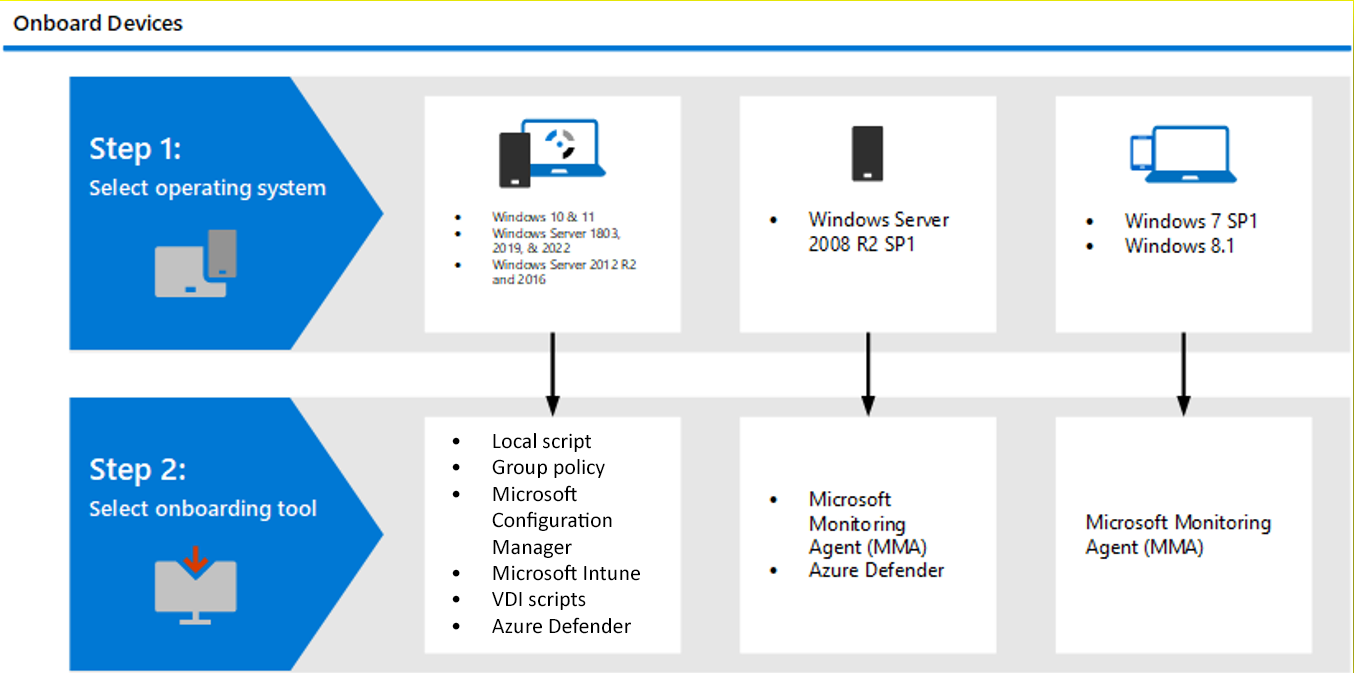 Onboard Devices
Step 1:
Select operating system
• Windows 10 & 11
• Windows Server 1803,
2019, & 2022
• Windows Server 2012 R2
and 2016
• Windows Server
2008 R2 SP1
• Windows 7 SP1
• Windows 8.1
Step 2:
Select onboarding tool
• Local script
• Group policy
• Microsoft
Configuration
Manager
• Microsoft Intune
• VDI scripts
• Azure Defender
• Microsoft
Monitoring
Agent (MMA)
• Azure Defender
Microsoft Monitoring
Agent (MMA)